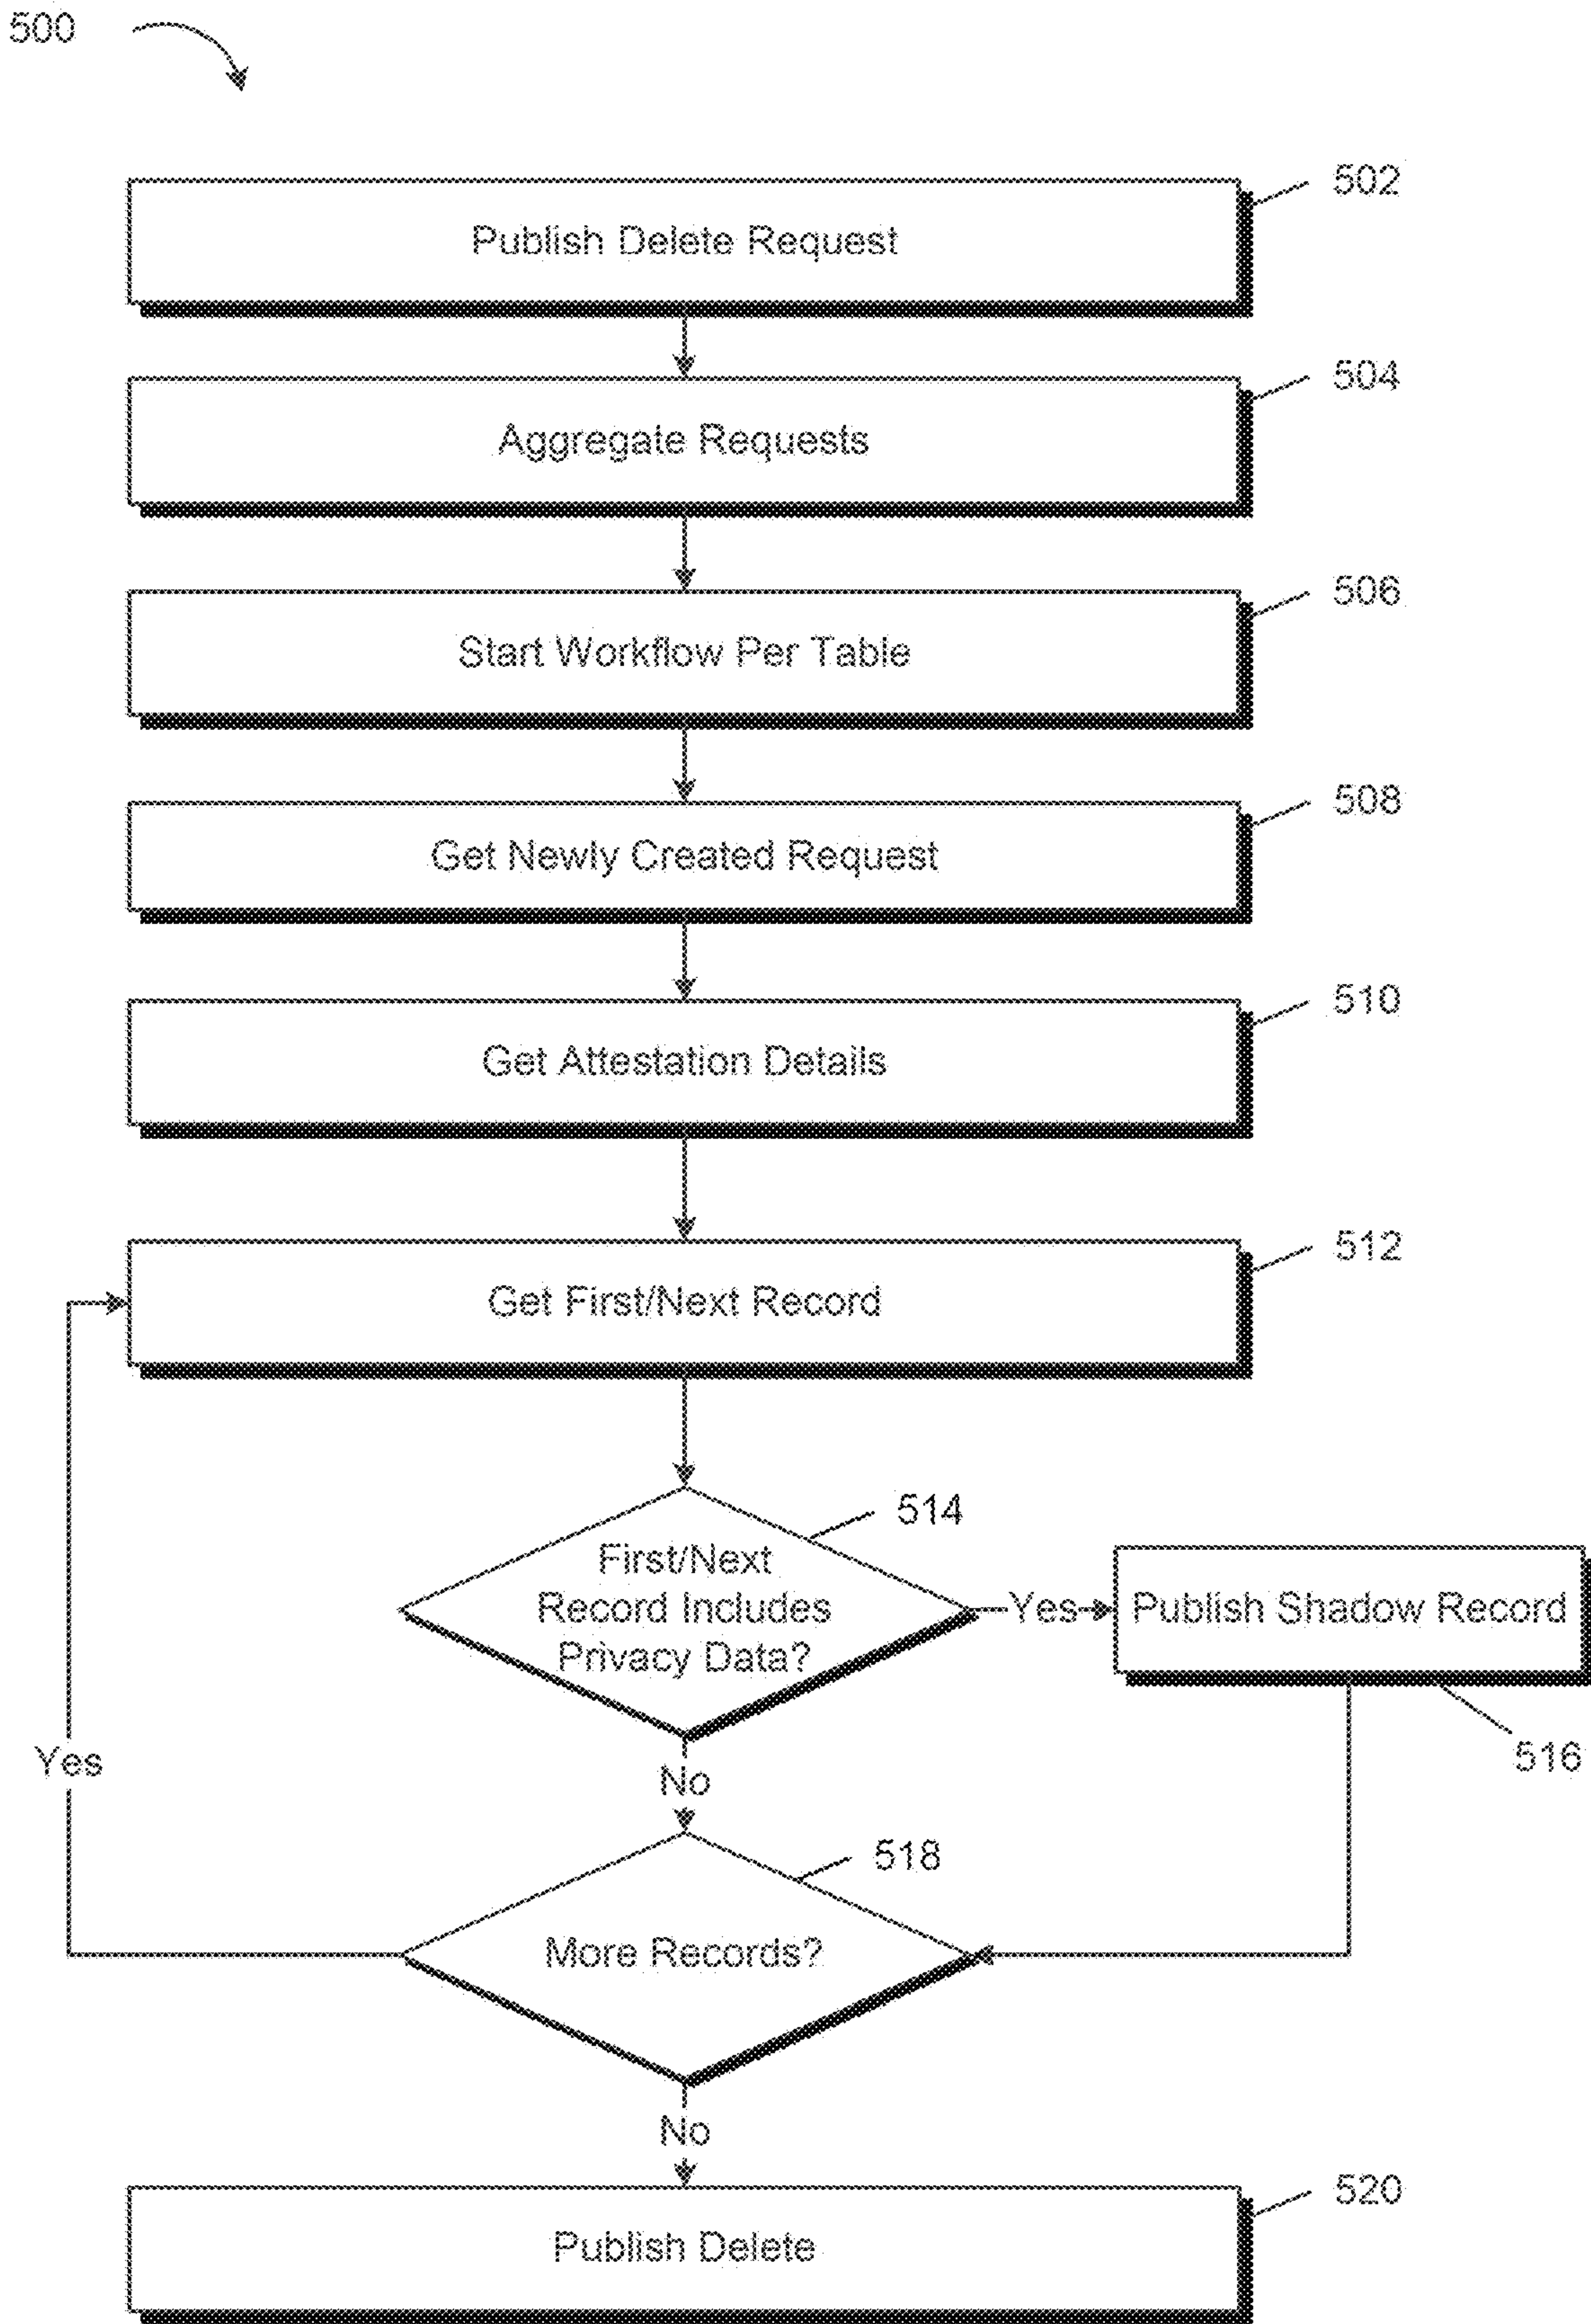 500
502
Publish Delete Request
504
Aggregate Requests
506
Start Workflow Per Table
508
Get Newly Created Request
510
Get Attestation Details
512
Get First/Next Record
514
First/Next
Record Includes
Privacy Data?
Yes
Publish Shadow Record
516
Yes
No
518
More Records?
No
520
Publish Delete